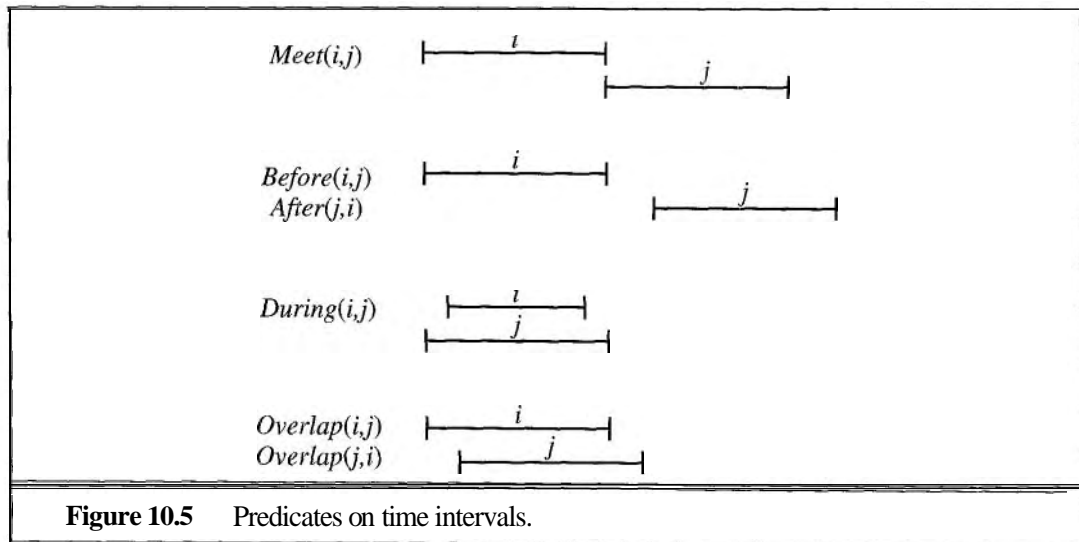 i
Meet(i,j)
j
i
Before(i,j)
After(j,i)
j
i
During(i,j)
j
i
Overlap(i,j)
Overlap(j,i)
j
Figure 10.5 Predicates on time intervals.